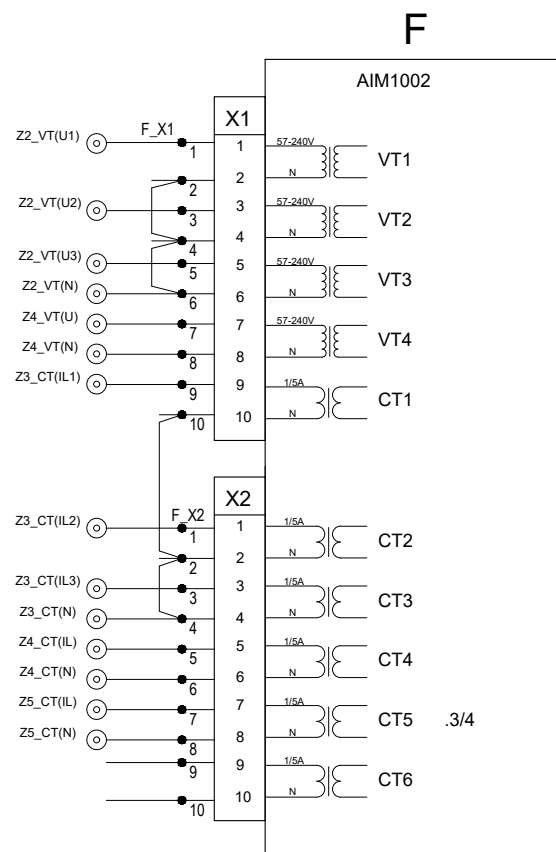 F
AIM1002
X1
F_X1
Z2_VT(U1) 1 1 57-240V VT1
2 2 N
Z2_VT(U2) 3 3 57-240V VT2
4 4 N
Z2_VT(U3) 5 5 57-240V VT3
Z2_VT(N) 6 6 N
Z4_VT(U) 7 7 57-240V VT4
Z4_VT(N) 8 8 N
Z3_CT(IL1) 9 9 1/5A CT1
10 10 N
X2
F_X2
Z3_CT(IL2) 1 1 1/5A CT2
2 2 N
Z3_CT(IL3) 3 3 1/5A CT3
Z3_CT(N) 4 4 N
Z4_CT(IL) 5 5 1/5A CT4
Z4_CT(N) 6 6 N
Z5_CT(IL) 7 7 1/5A CT5 .3/4
Z5_CT(N) 8 8 N
9 9 1/5A CT6
10 10 N